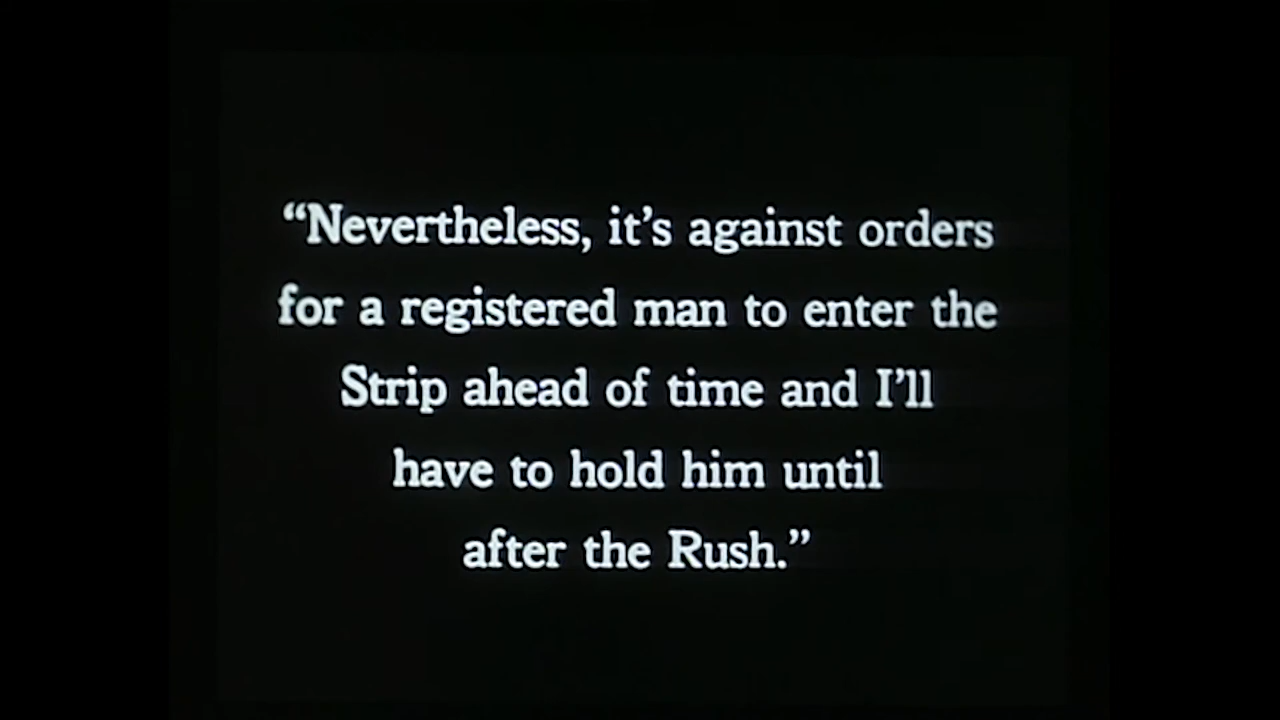 “Nevertheless, it’s against orders
for a registered man to enter the
Strip ahead of time and I’ll
have to hold him until
after the Rush.”